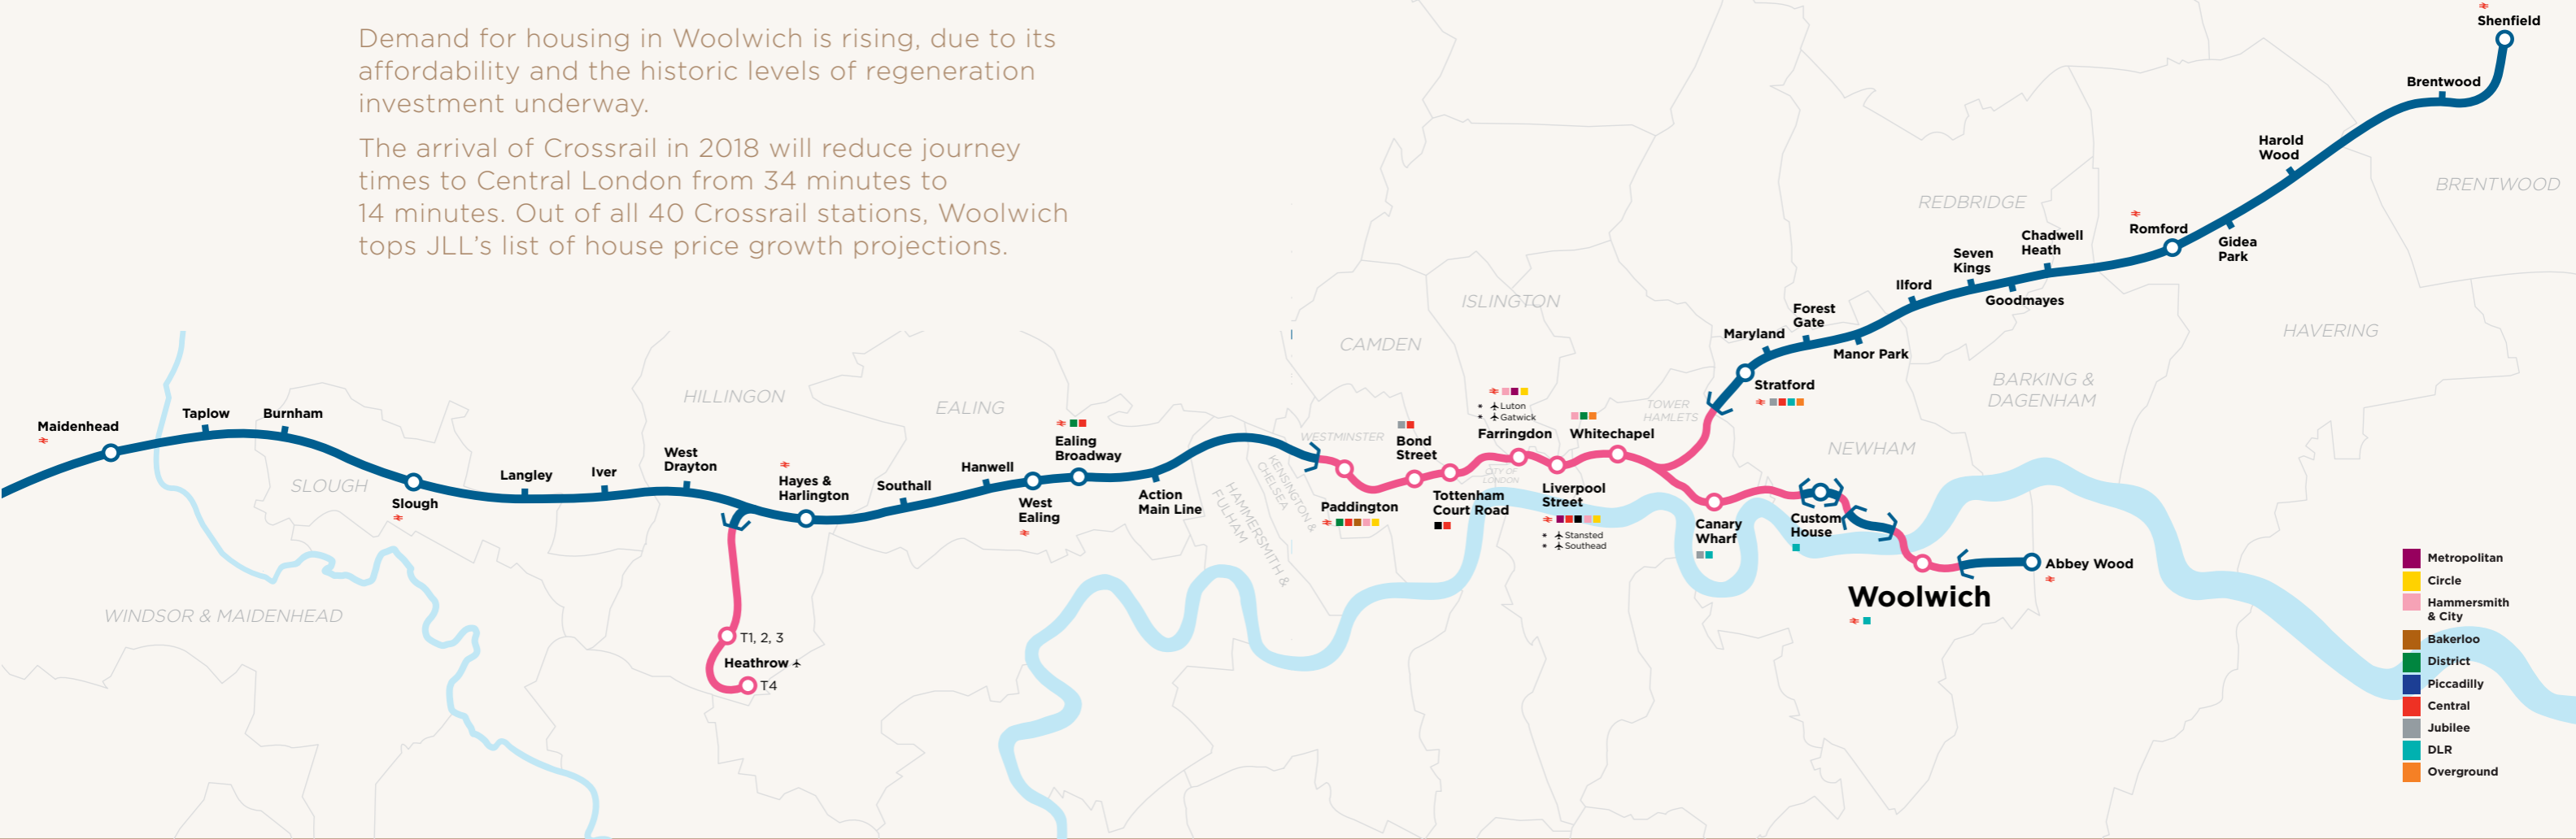 Demand for housing in Woolwich is rising, due to its
affordability and the historic levels of regeneration
investment underway.
The arrival of Crossrail in 2018 will reduce journey
times to Central London from 34 minutes to
14 minutes. Out of all 40 Crossrail stations, Woolwich
tops JLL's list of house price growth projections.
Maidenhead
Taplow
Burnham
SLOUGH
Slough
WINDSOR & MAIDENHEAD
Langley
Iver
West
Drayton
HILLINGON
Hayes &
Harlington
T1, 2, 3
Heathrow
T4
Southall
EALING
Hanwell
West
Ealing
Ealing
Broadway
Action
Main Line
HAMMERSMITH &
FULHAM
KENSINGTON &
CHELSEA
WESTMINSTER
CAMDEN
ISLINGTON
Paddington
Bond
Street
Tottenham
Court Road
* Luton
* Gatwick
Farringdon
CITY OF
LONDON
Liverpool
Street
* Stansted
* Southead
Whitechapel
TOWER
HAMLETS
Canary
Wharf
Custom
House
Woolwich
Abbey Wood
NEWHAM
Stratford
Maryland
Forest
Gate
Manor Park
Ilford
Seven
Kings
Goodmayes
Chadwell
Heath
REDBRIDGE
BARKING &
DAGENHAM
Romford
Gidea
Park
HAVERING
Harold
Wood
BRENTWOOD
Brentwood
Shenfield
Metropolitan
Circle
Hammersmith
& City
Bakerloo
District
Piccadilly
Central
Jubilee
DLR
Overground